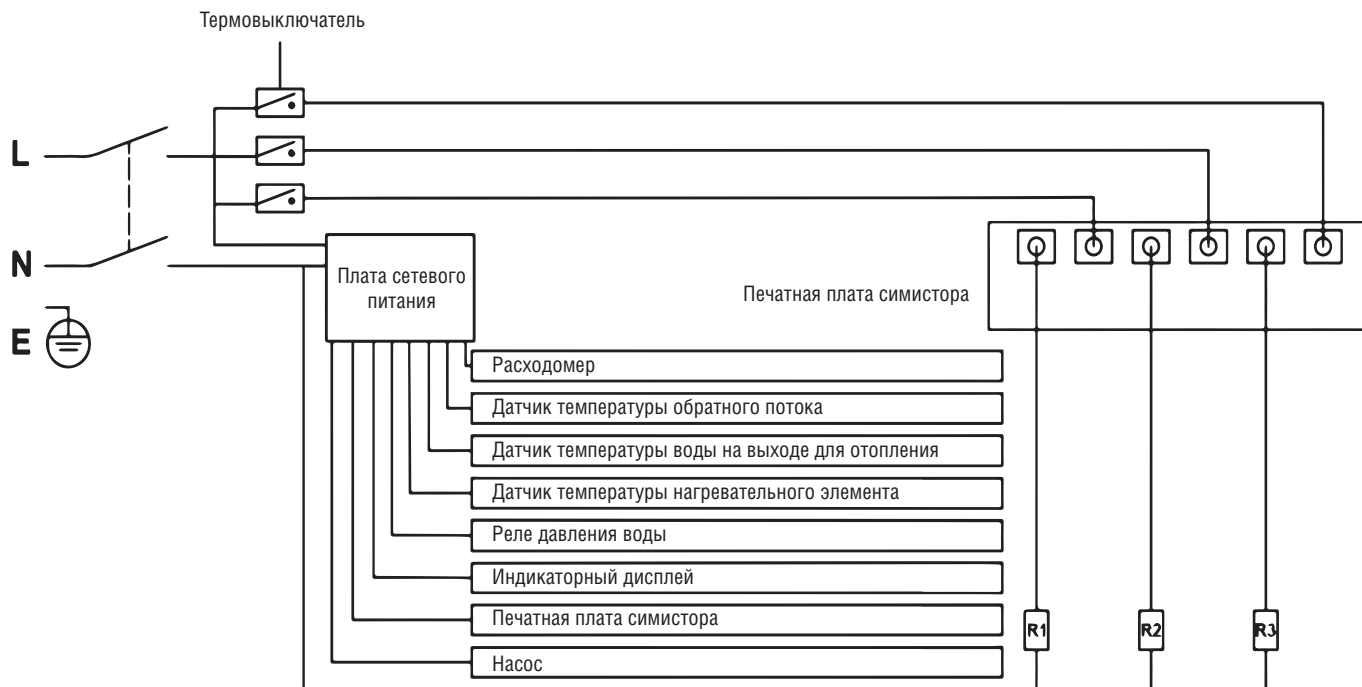 Термовыключатель
L
N
E
Плата сетевого
питания
Печатная плата симистора
Расходомер
Датчик температуры обратного потока
Датчик температуры воды на выходе для отопления
Датчик температуры нагревательного элемента
Реле давления воды
Индикаторный дисплей
Печатная плата симистора
Насос
R1
R2
R3